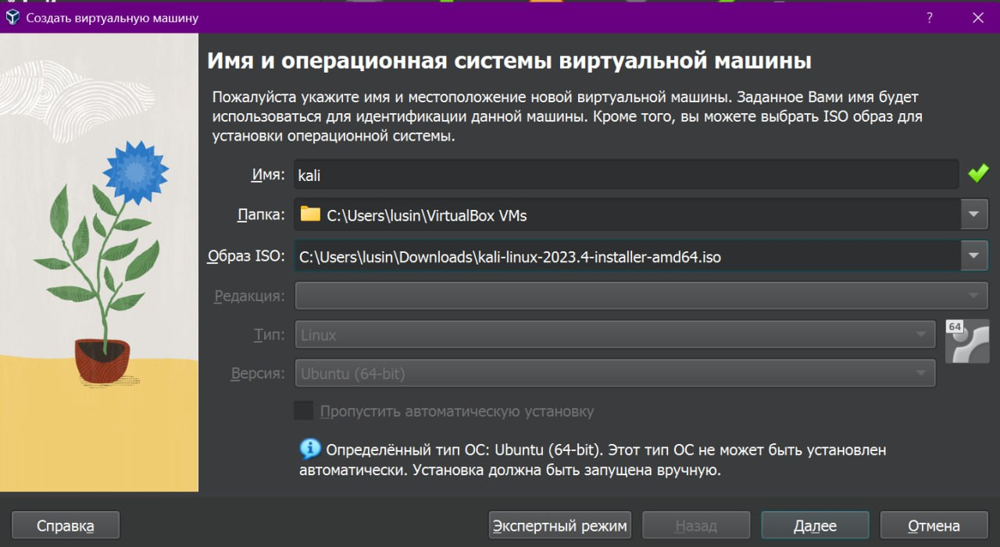 Создать виртуальную машину
?
Имя и операционная системы виртуальной машины
Пожалуйста укажите имя и местоположение новой виртуальной машины. Заданное Вами имя будет
использоваться для идентификации данной машины. Кроме того, вы можете выбрать ISO образ для
установки операционной системы.
Имя: kali
Папка: C:\Users\lusin\VirtualBox VMs
Образ ISO: C:\Users\lusin\Downloads\kali-linux-2023.4-installer-amd64.iso
Редакция:
Тип: Linux 64
Версия: Ubuntu (64-bit)
Пропустить автоматическую установку
Определённый тип ОС: Ubuntu (64-bit). Этот тип ОС не может быть установлен
автоматически. Установка должна быть запущена вручную.
Справка Экспертный режим Назад Далее Отмена